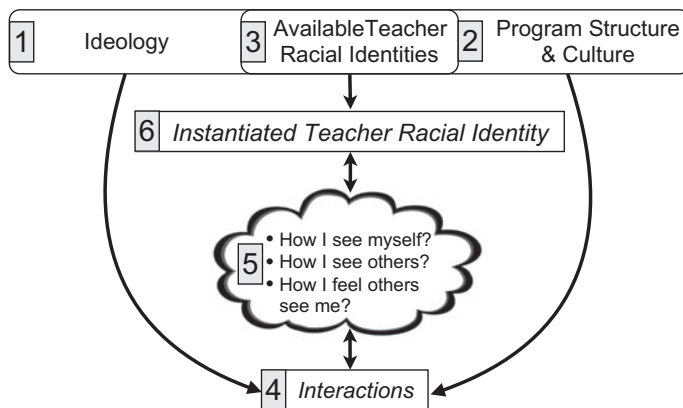 1
Ideology
3
AvailableTeacher
Racial Identities
2
Program Structure
& Culture
6
Instantiated Teacher Racial Identity
5
• How I see myself?
• How I see others?
• How I feel others
see me?
4
Interactions